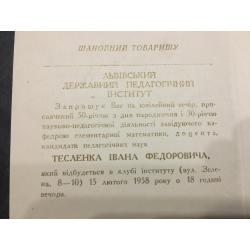 ШАНОВНИЙ ТОВАРИШУ
ЛЬВІВСЬКИЙ
ДЕРЖАВНИЙ ПЕДАГОГІЧНИЙ
ІНСТИТУТ
Запрошує Вас на ювілейний вечір, при-
свячений 50-річчю з дня народження і 30-річчю
науково-педагогічної діяльності завідуючого ка-
федрою елементарної математики, доцента,
кандидата педагогічних наук
ТЕСЛЕНКА ІВАНА ФЕДОРОВИЧА,
який відбудеться в клубі інституту (вул. Зеле-
на, 8—10) 15 лютого 1958 року о 18 годині
вечора.